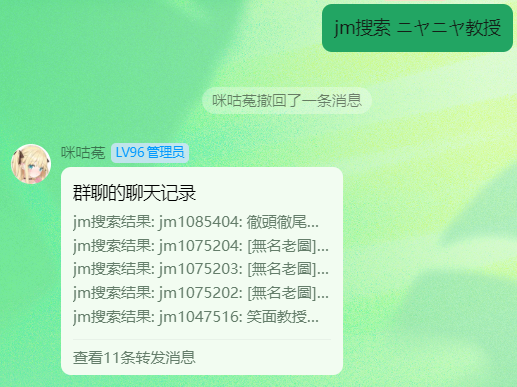 jm搜索 ニヤニヤ教授
咪咕菟撤回了一条消息
咪咕菟 LV96 管理员
群聊的聊天记录
jm搜索结果: jm1085404: 徹頭徹尾...
jm搜索结果: jm1075204: [無名老圖]...
jm搜索结果: jm1075203: [無名老圖]...
jm搜索结果: jm1075202: [無名老圖]...
jm搜索结果: jm1047516: 笑面教授...
查看11条转发消息